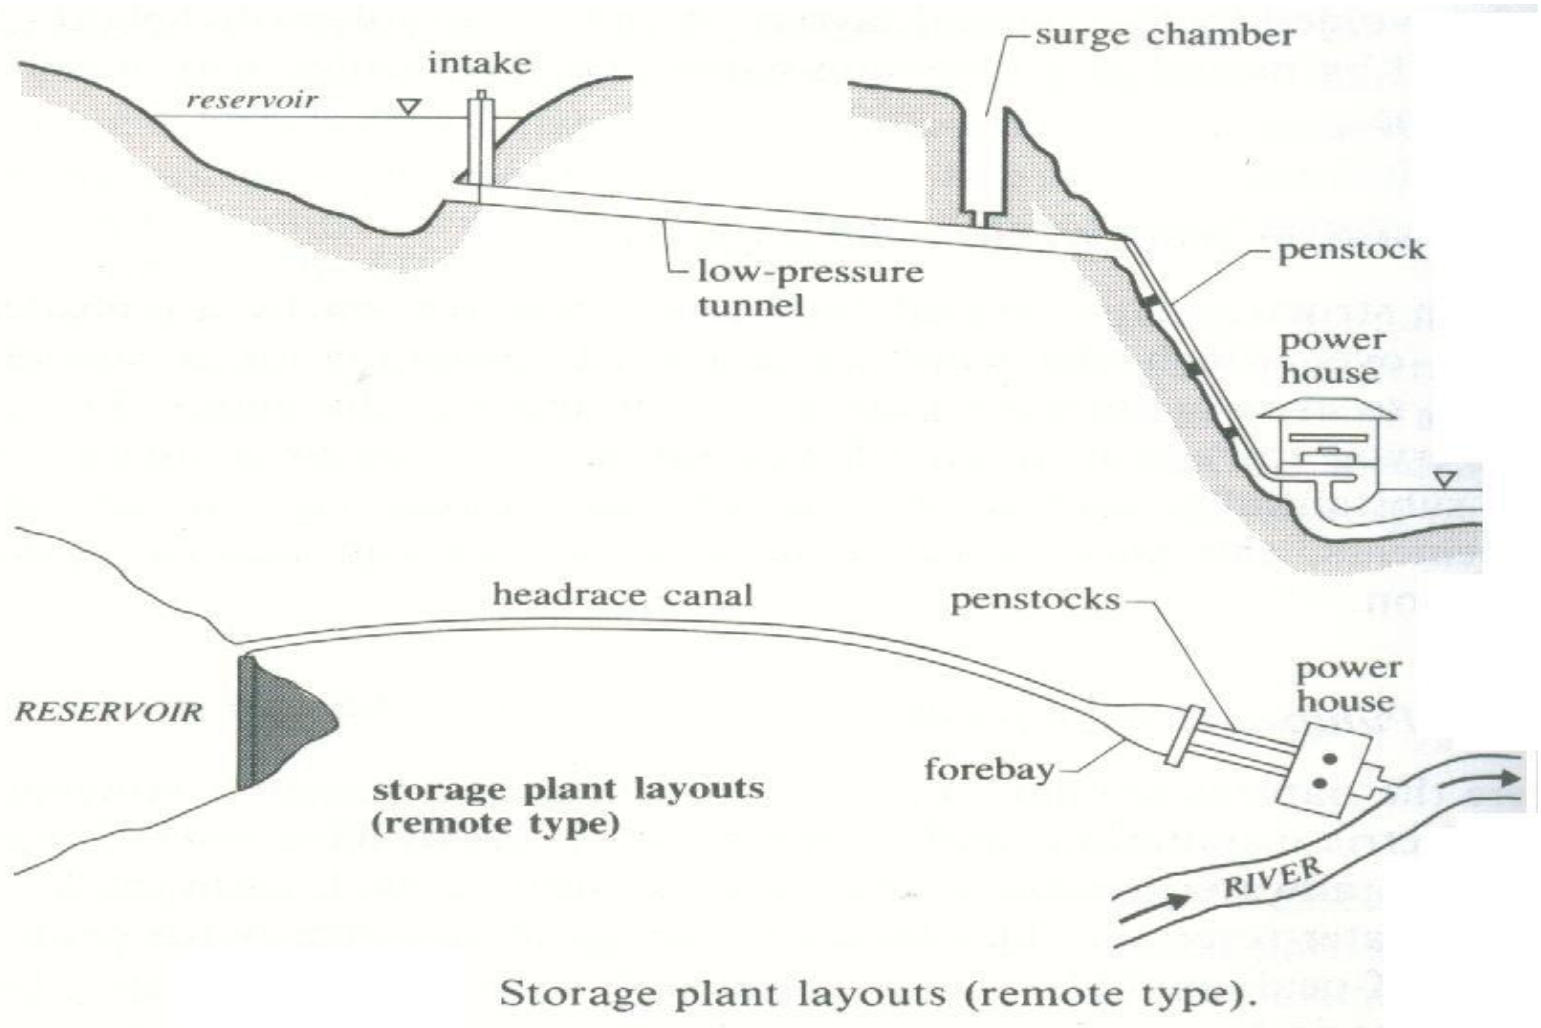 surge chamber
intake
reservoir
penstock
low-pressure
tunnel
power
house
headrace canal
penstocks
power
house
RESERVOIR
forebay
storage plant layouts
(remote type)
RIVER
Storage plant layouts (remote type).